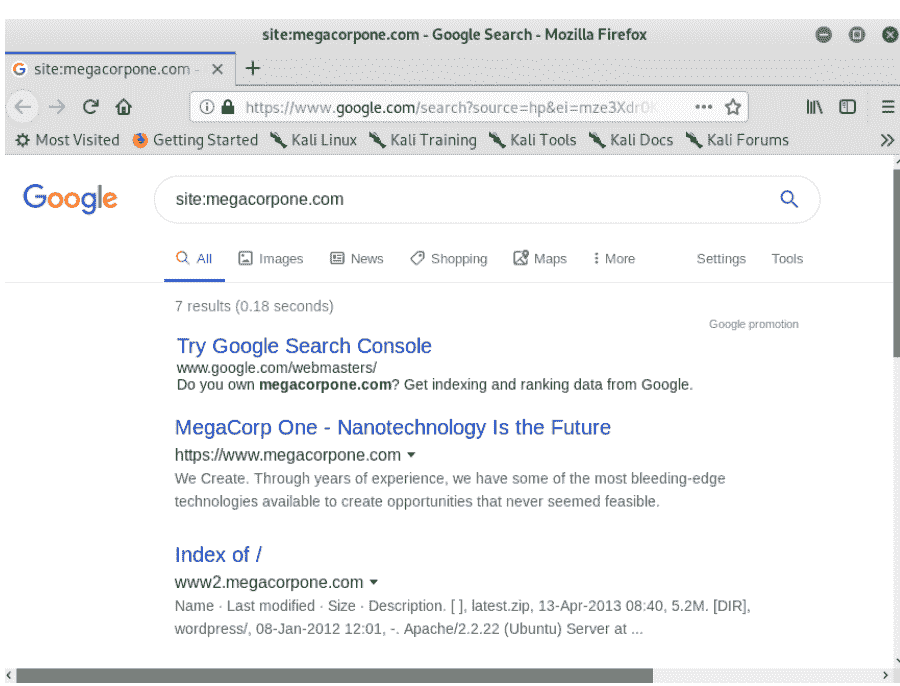 site:megacorpone.com - Google Search - Mozilla Firefox
site:megacorpone.com -
https://www.google.com/search?source=hp&ei=mze3Xdr0
Most Visited Getting Started Kali Linux Kali Training Kali Tools Kali Docs Kali Forums
Google site:megacorpone.com
All Images News Shopping Maps More Settings Tools
7 results (0.18 seconds)
Google promotion
Try Google Search Console
www.google.com/webmasters/
Do you own megacorpone.com? Get indexing and ranking data from Google.
MegaCorp One - Nanotechnology Is the Future
https://www.megacorpone.com
We Create. Through years of experience, we have some of the most bleeding-edge
technologies available to create opportunities that never seemed feasible.
Index of /
www2.megacorpone.com
Name · Last modified · Size · Description. [ ], latest.zip, 13-Apr-2013 08:40, 5.2M. [DIR],
wordpress/, 08-Jan-2012 12:01, -. Apache/2.2.22 (Ubuntu) Server at ...